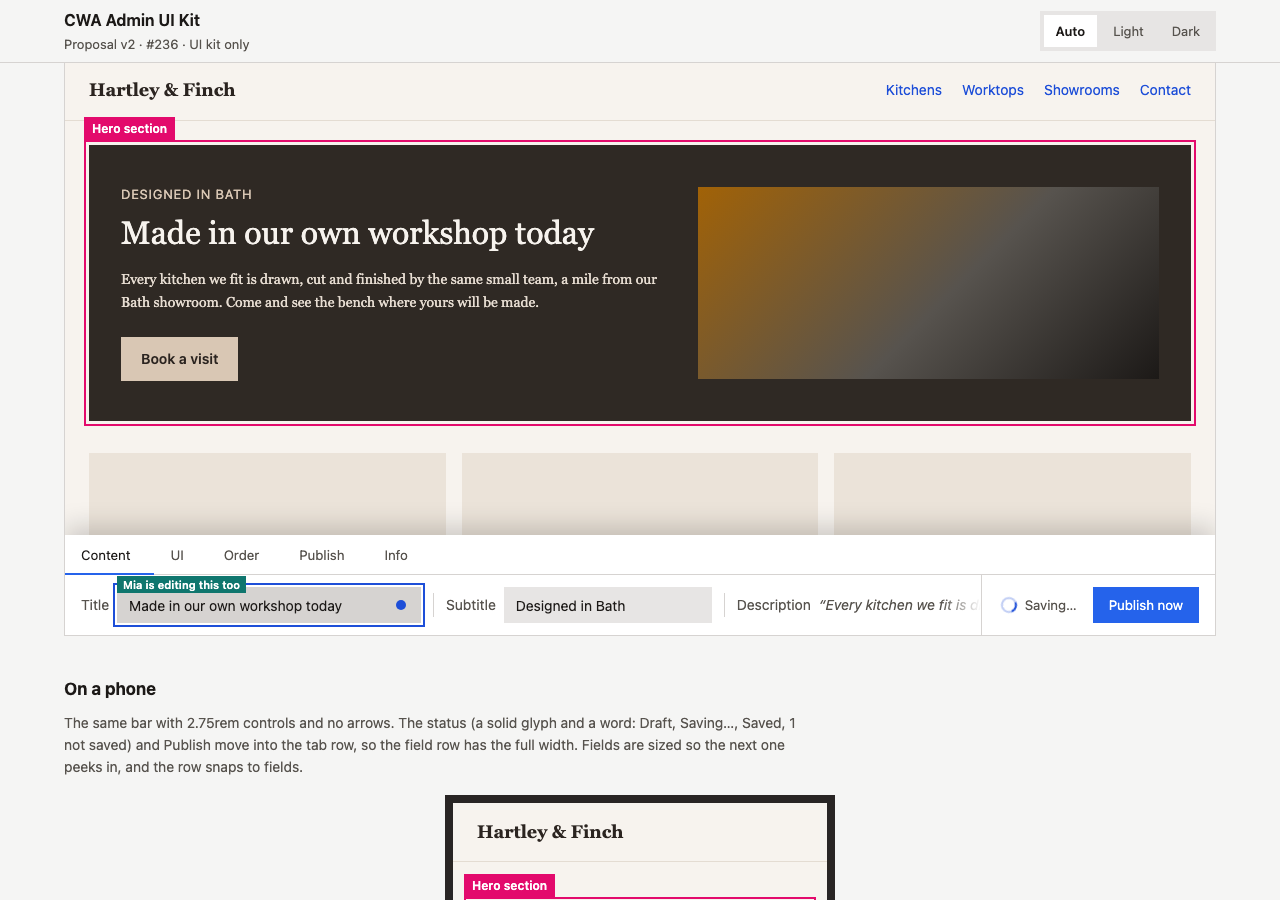 CWA Admin UI Kit
Proposal v2 · #236 · UI kit only
Auto
Light
Dark
Hartley & Finch
Kitchens
Worktops
Showrooms
Contact
Hero section
DESIGNED IN BATH
Made in our own workshop today
Every kitchen we fit is drawn, cut and finished by the same small team, a mile from our
Bath showroom. Come and see the bench where yours will be made.
Book a visit
Content
UI
Order
Publish
Info
Mia is editing this too
Title
Made in our own workshop today
Subtitle
Designed in Bath
Description
“Every kitchen we fit is d
Saving…
Publish now
On a phone
The same bar with 2.75rem controls and no arrows. The status (a solid glyph and a word: Draft, Saving…, Saved, 1
not saved) and Publish move into the tab row, so the field row has the full width. Fields are sized so the next one
peeks in, and the row snaps to fields.
Hartley & Finch
Hero section